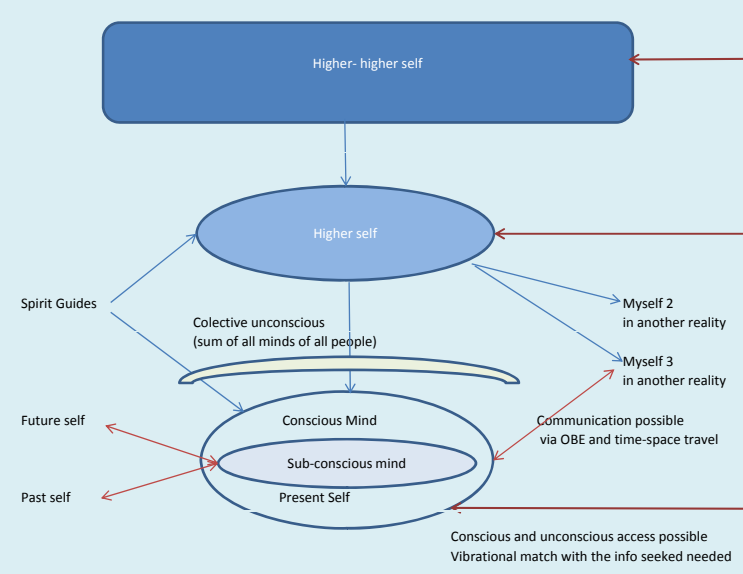 Higher- higher self
Higher self
Spirit Guides
Colective unconscious
(sum of all minds of all people)
Myself 2
in another reality
Myself 3
in another reality
Future self
Conscious Mind
Communication possible
via OBE and time-space travel
Sub-conscious mind
Past self
Present Self
Conscious and unconscious access possible
Vibrational match with the info seeked needed